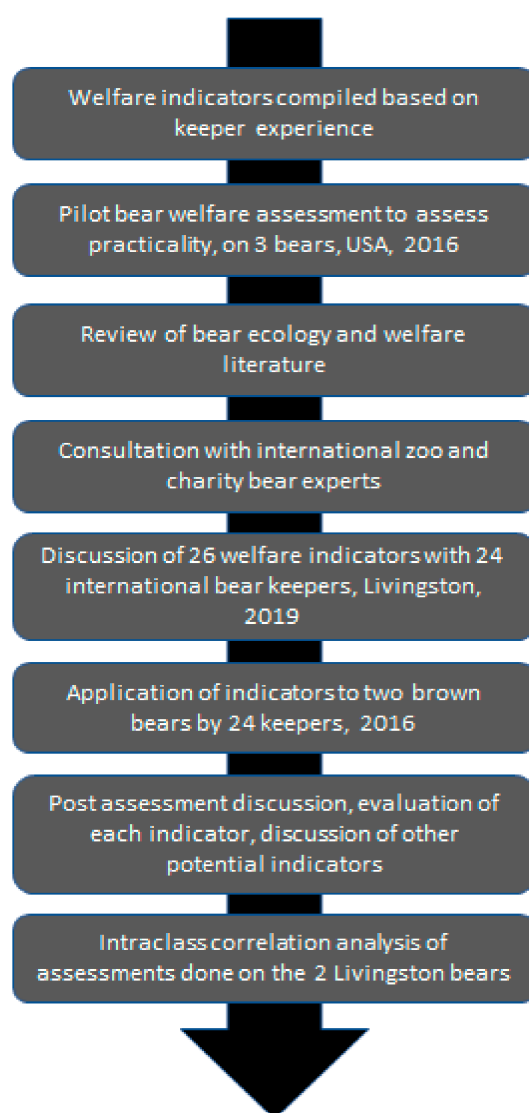 Welfare indicators compiled based on
keeper experience
Pilot bear welfare assessment to assess
practicality, on 3 bears, USA, 2016
Review of bear ecology and welfare
literature
Consultation with international zoo and
charity bear experts
Discussion of 26 welfare indicators with 24
international bear keepers, Livingston,
2019
Application of indicators to two brown
bears by 24 keepers, 2016
Post assessment discussion, evaluation of
each indicator, discussion of other
potential indicators
Intraclass correlation analysis of
assessments done on the 2 Livingston bears